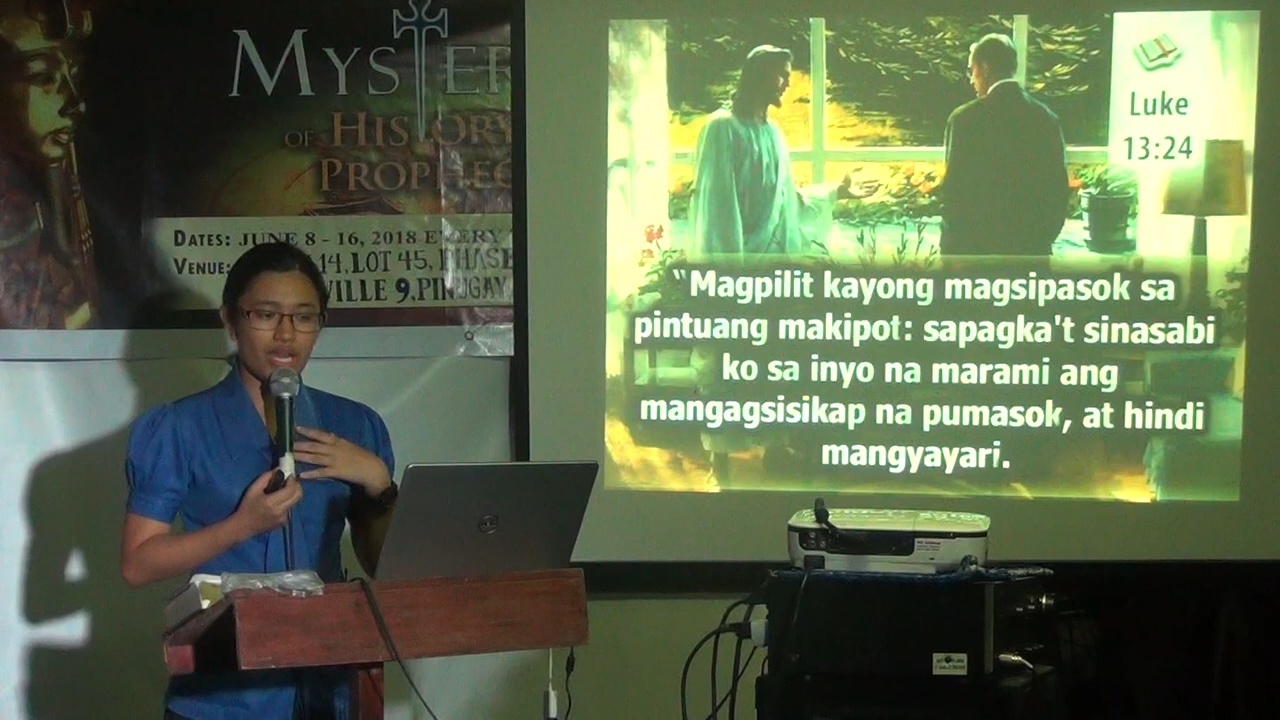 MYSTER
OF HISTORY
PROPHEC
DATES: JUNE 8 - 16, 2018 EVERY
VENUE: 14, LOT 45, PHASE
VILLE 9, PINUGAY
Luke
13:24
“Magpilit kayong magsipasok sa
pintuang makipot: sapagka't sinasabi
ko sa inyo na marami ang
mangagsisikap na pumasok, at hindi
mangyayari.
DELL